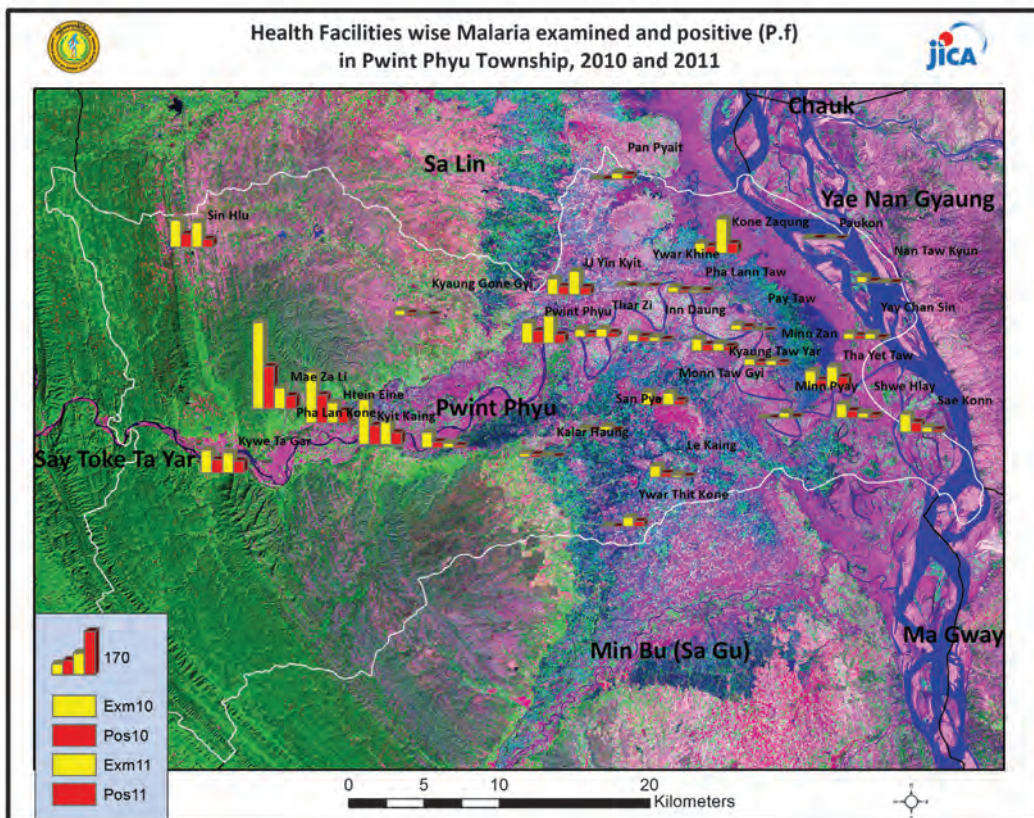 Health Facilities wise Malaria examined and positive (P.f)
in Pwint Phyu Township, 2010 and 2011
jICA
Chauk
Pan Pyait
Sa Lin
Yae Nan Gyaung
Sin Hlu
Kone Zaqung
Paukon
Nan Taw Kyun
Ywar Khine
U Yin Kyit
Kyaung Gone Gyi
Pha Lann Taw
Pay Taw
Thar Zi
Inn Daung
Yay Chan Sin
Pwint Phyu
Minn Zan
Kyaung Taw Yar
Tha Yet Taw
Monn Taw Gyi
Mae Za Li
Minn Pyay
Shwe Hlay
Htein Eine
San Pya
Sae Konn
Pwint Phyu
Pha Lan Kone
Kyit Kaing
Kalar Haung
Kywe Ta Gar
Le Kaing
Say Toke Ta Yar
Ywar Thit Kone
Ma Gway
Min Bu (Sa Gu)
170
Exm10
Pos10
Exm11
Pos11
0 5 10 20
Kilometers